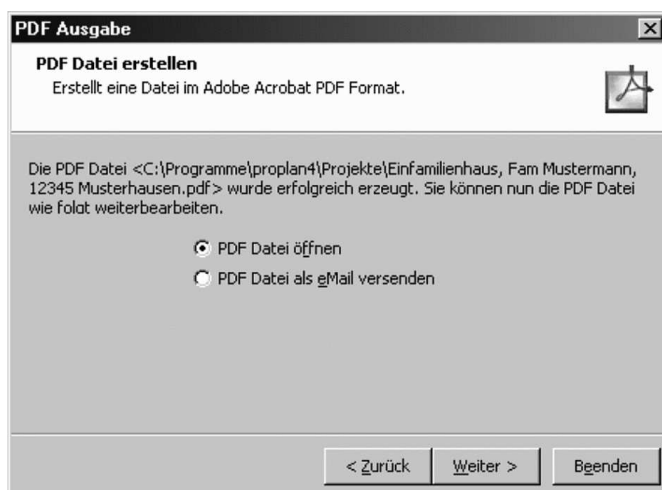 PDF Ausgabe
PDF Datei erstellen
Erstellt eine Datei im Adobe Acrobat PDF Format.
Die PDF Datei <C:\Programme\proplan4\Projekte\Einfamilienhaus, Fam Mustermann,
12345 Musterhausen.pdf> wurde erfolgreich erzeugt. Sie können nun die PDF Datei
wie folgt weiterbearbeiten.
PDF Datei öffnen
PDF Datei als eMail versenden
< Zurück
Weiter >
Beenden